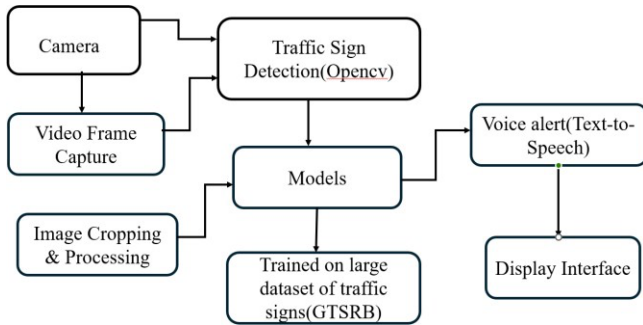 Camera
Traffic Sign
Detection(Opencv)
Video Frame
Capture
Voice alert(Text-to-
Speech)
Models
Image Cropping
& Processing
Trained on large
dataset of traffic
signs(GTSRB)
Display Interface